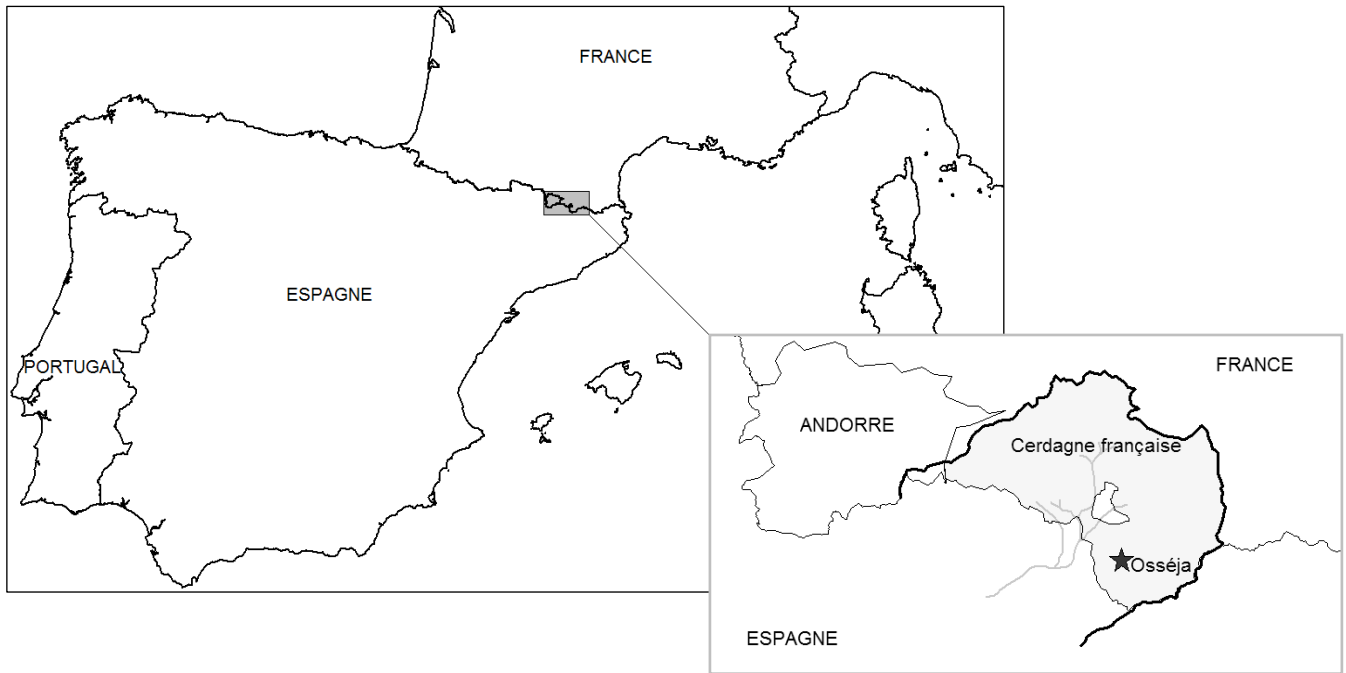 FRANCE
ESPAGNE
PORTUGAL
FRANCE
ANDORRE
Cerdagne française
Osséja
ESPAGNE